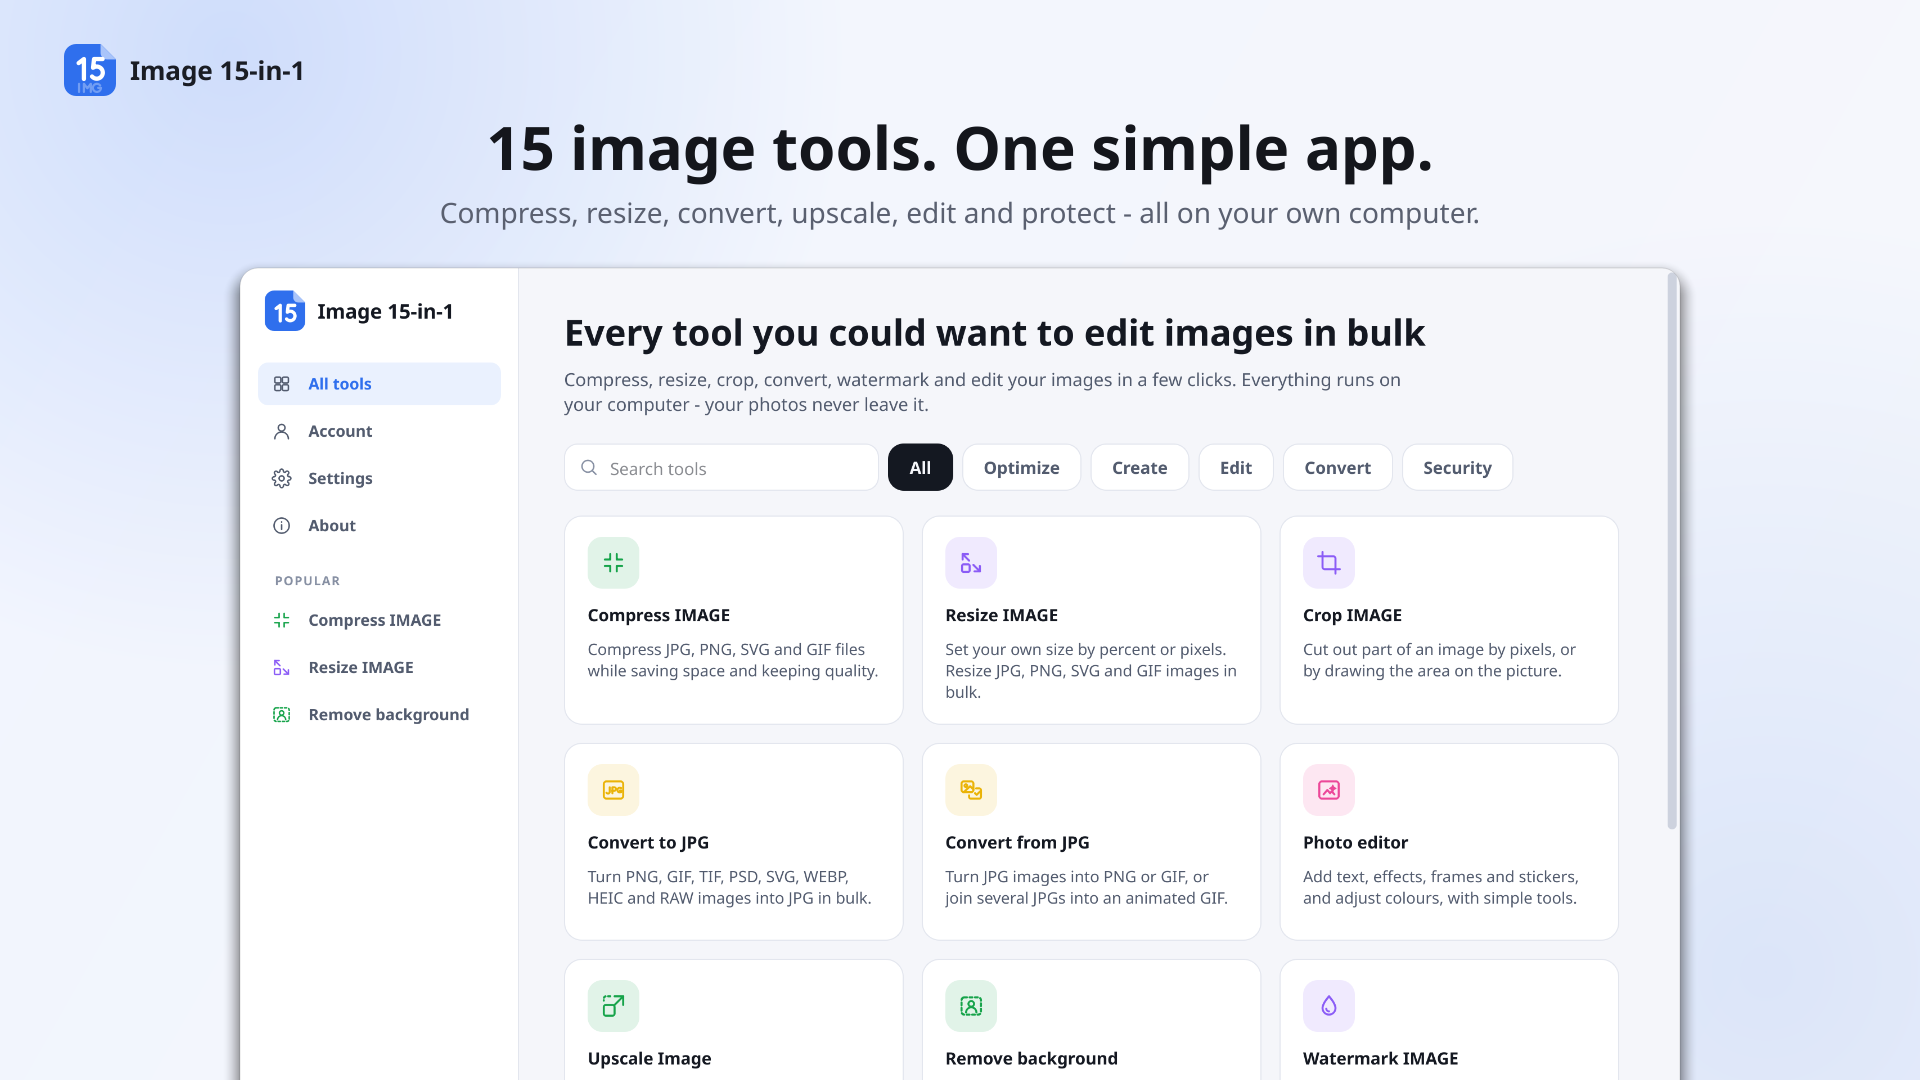 15
IMG
Image 15-in-1
15 image tools. One simple app.
Compress, resize, convert, upscale, edit and protect - all on your own computer.
15
Image 15-in-1
All tools
Account
Settings
About
POPULAR
Compress IMAGE
Resize IMAGE
Remove background
Every tool you could want to edit images in bulk
Compress, resize, crop, convert, watermark and edit your images in a few clicks. Everything runs on
your computer - your photos never leave it.
Search tools
All
Optimize
Create
Edit
Convert
Security
Compress IMAGE
Compress JPG, PNG, SVG and GIF files
while saving space and keeping quality.
Resize IMAGE
Set your own size by percent or pixels.
Resize JPG, PNG, SVG and GIF images in
bulk.
Crop IMAGE
Cut out part of an image by pixels, or
by drawing the area on the picture.
JPG
Convert to JPG
Turn PNG, GIF, TIF, PSD, SVG, WEBP,
HEIC and RAW images into JPG in bulk.
Convert from JPG
Turn JPG images into PNG or GIF, or
join several JPGs into an animated GIF.
Photo editor
Add text, effects, frames and stickers,
and adjust colours, with simple tools.
Upscale Image
Remove background
Watermark IMAGE